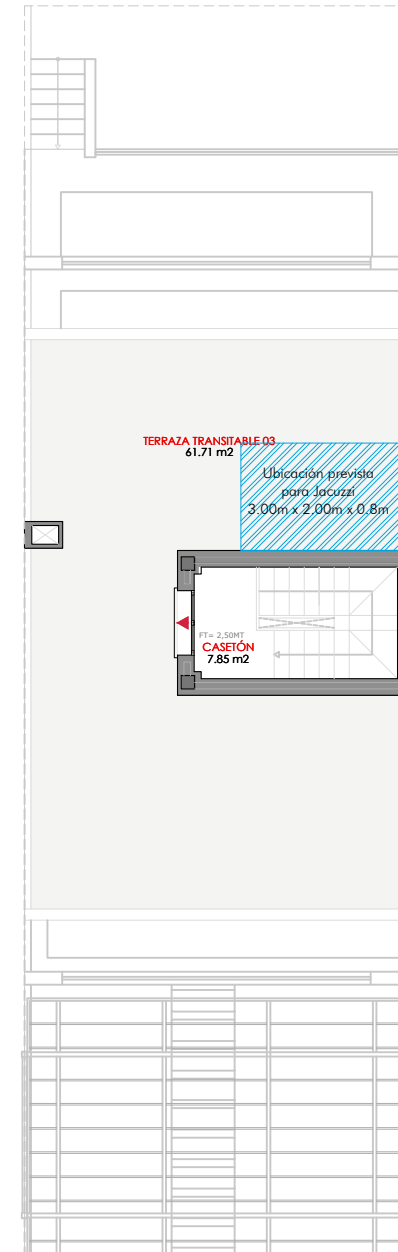 TERRAZA TRANSITABLE 03
61.71 m2
Ubicación prevista
para Jacuzzi
3.00m x 2.00m x 0.8m
FT= 2,50MT
CASETÓN
7.85 m2